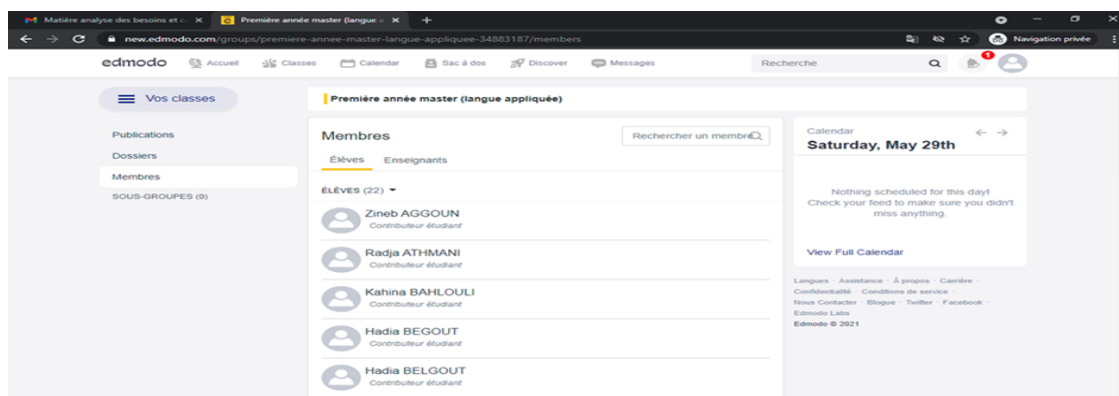 Matière analyse des besoins et c
Première année master (langue a
new.edmodo.com/groups/premiere-annee-master-langue-appliquee-34883187/members
Navigation privée
edmodo
Accueil
Classes
Calendar
Sac à dos
Discover
Messages
Recherche
1
Vos classes
Publications
Dossiers
Membres
SOUS-GROUPES (0)
Première année master (langue appliquée)
Membres
Rechercher un membre
Élèves
Enseignants
ÉLÈVES (22)
Zineb AGGOUN
Contributeur étudiant
Radja ATHMANI
Contributeur étudiant
Kahina BAHLOULI
Contributeur étudiant
Hadia BEGOUT
Contributeur étudiant
Hadia BELGOUT
Contributeur étudiant
Calendar
Saturday, May 29th
Nothing scheduled for this day!
Check your feed to make sure you didn't
miss anything.
View Full Calendar
Langues · Assistance · À propos · Carrière ·
Confidentialité · Conditions de service ·
Nous Contacter · Blogue · Twitter · Facebook ·
Edmodo Labs
Edmodo © 2021